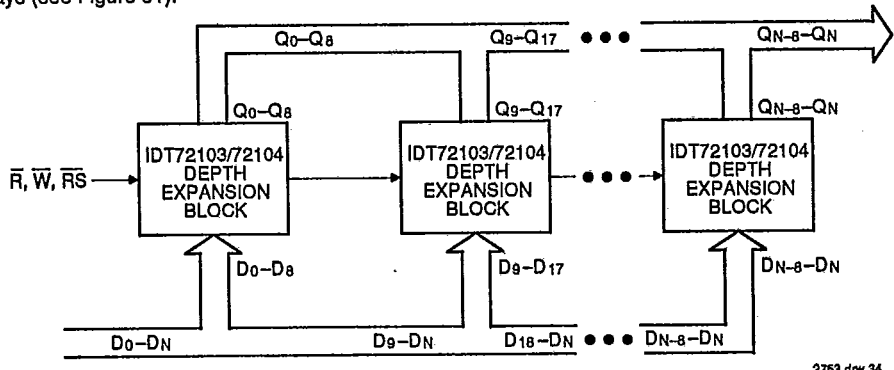 Q0–Q8 Q9–Q17 ● ● ● QN–8–QN
Q0–Q8 Q9–Q17 QN–8–QN
R̅, W̅, R̅S̅
IDT72103/72104
DEPTH
EXPANSION
BLOCK
IDT72103/72104
DEPTH
EXPANSION
BLOCK
● ● ●
IDT72103/72104
DEPTH
EXPANSION
BLOCK
D0–D8 D9–D17 DN–8–DN
D0–DN D9–DN D18–DN ● ● ● DN–8–DN